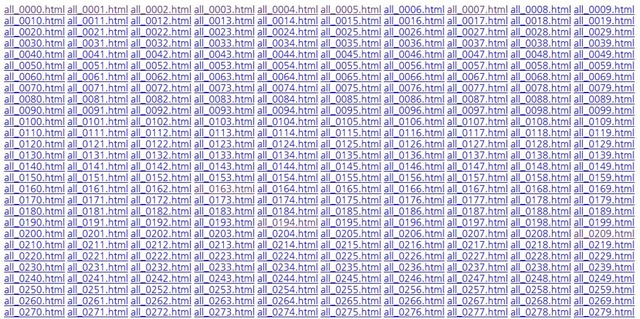 all_0000.html all_0001.html all_0002.html all_0003.html all_0004.html all_0005.html all_0006.html all_0007.html all_0008.html all_0009.html
all_0010.html all_0011.html all_0012.html all_0013.html all_0014.html all_0015.html all_0016.html all_0017.html all_0018.html all_0019.html
all_0020.html all_0021.html all_0022.html all_0023.html all_0024.html all_0025.html all_0026.html all_0027.html all_0028.html all_0029.html
all_0030.html all_0031.html all_0032.html all_0033.html all_0034.html all_0035.html all_0036.html all_0037.html all_0038.html all_0039.html
all_0040.html all_0041.html all_0042.html all_0043.html all_0044.html all_0045.html all_0046.html all_0047.html all_0048.html all_0049.html
all_0050.html all_0051.html all_0052.html all_0053.html all_0054.html all_0055.html all_0056.html all_0057.html all_0058.html all_0059.html
all_0060.html all_0061.html all_0062.html all_0063.html all_0064.html all_0065.html all_0066.html all_0067.html all_0068.html all_0069.html
all_0070.html all_0071.html all_0072.html all_0073.html all_0074.html all_0075.html all_0076.html all_0077.html all_0078.html all_0079.html
all_0080.html all_0081.html all_0082.html all_0083.html all_0084.html all_0085.html all_0086.html all_0087.html all_0088.html all_0089.html
all_0090.html all_0091.html all_0092.html all_0093.html all_0094.html all_0095.html all_0096.html all_0097.html all_0098.html all_0099.html
all_0100.html all_0101.html all_0102.html all_0103.html all_0104.html all_0105.html all_0106.html all_0107.html all_0108.html all_0109.html
all_0110.html all_0111.html all_0112.html all_0113.html all_0114.html all_0115.html all_0116.html all_0117.html all_0118.html all_0119.html
all_0120.html all_0121.html all_0122.html all_0123.html all_0124.html all_0125.html all_0126.html all_0127.html all_0128.html all_0129.html
all_0130.html all_0131.html all_0132.html all_0133.html all_0134.html all_0135.html all_0136.html all_0137.html all_0138.html all_0139.html
all_0140.html all_0141.html all_0142.html all_0143.html all_0144.html all_0145.html all_0146.html all_0147.html all_0148.html all_0149.html
all_0150.html all_0151.html all_0152.html all_0153.html all_0154.html all_0155.html all_0156.html all_0157.html all_0158.html all_0159.html
all_0160.html all_0161.html all_0162.html all_0163.html all_0164.html all_0165.html all_0166.html all_0167.html all_0168.html all_0169.html
all_0170.html all_0171.html all_0172.html all_0173.html all_0174.html all_0175.html all_0176.html all_0177.html all_0178.html all_0179.html
all_0180.html all_0181.html all_0182.html all_0183.html all_0184.html all_0185.html all_0186.html all_0187.html all_0188.html all_0189.html
all_0190.html all_0191.html all_0192.html all_0193.html all_0194.html all_0195.html all_0196.html all_0197.html all_0198.html all_0199.html
all_0200.html all_0201.html all_0202.html all_0203.html all_0204.html all_0205.html all_0206.html all_0207.html all_0208.html all_0209.html
all_0210.html all_0211.html all_0212.html all_0213.html all_0214.html all_0215.html all_0216.html all_0217.html all_0218.html all_0219.html
all_0220.html all_0221.html all_0222.html all_0223.html all_0224.html all_0225.html all_0226.html all_0227.html all_0228.html all_0229.html
all_0230.html all_0231.html all_0232.html all_0233.html all_0234.html all_0235.html all_0236.html all_0237.html all_0238.html all_0239.html
all_0240.html all_0241.html all_0242.html all_0243.html all_0244.html all_0245.html all_0246.html all_0247.html all_0248.html all_0249.html
all_0250.html all_0251.html all_0252.html all_0253.html all_0254.html all_0255.html all_0256.html all_0257.html all_0258.html all_0259.html
all_0260.html all_0261.html all_0262.html all_0263.html all_0264.html all_0265.html all_0266.html all_0267.html all_0268.html all_0269.html
all_0270.html all_0271.html all_0272.html all_0273.html all_0274.html all_0275.html all_0276.html all_0277.html all_0278.html all_0279.html